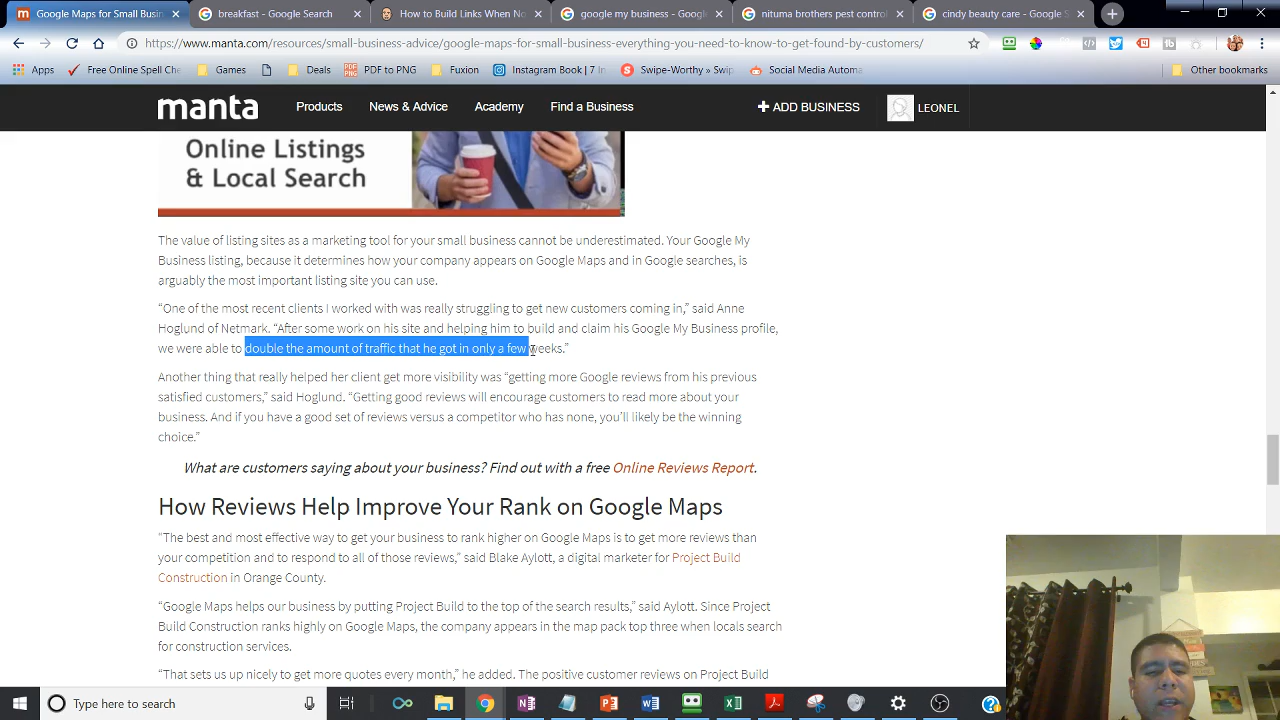 Google Maps for Small Busin
breakfast - Google Search
How to Build Links When No
google my business - Googl
nituma brothers pest control
cindy beauty care - Google S
https://www.manta.com/resources/small-business-advice/google-maps-for-small-business-everything-you-need-to-know-to-get-found-by-customers/
Apps
Free Online Spell Che
Games
Deals
PDF to PNG
Fuxion
Instagram Book | 7 In
Swipe-Worthy » Swip
Social Media Automa
Other bookmarks
manta
Products
News & Advice
Academy
Find a Business
+ ADD BUSINESS
LEONEL
Online Listings
& Local Search
The value of listing sites as a marketing tool for your small business cannot be underestimated. Your Google My
Business listing, because it determines how your company appears on Google Maps and in Google searches, is
arguably the most important listing site you can use.
“One of the most recent clients I worked with was really struggling to get new customers coming in,” said Anne
Hoglund of Netmark. “After some work on his site and helping him to build and claim his Google My Business profile,
we were able to double the amount of traffic that he got in only a few weeks.”
Another thing that really helped her client get more visibility was “getting more Google reviews from his previous
satisfied customers,” said Hoglund. “Getting good reviews will encourage customers to read more about your
business. And if you have a good set of reviews versus a competitor who has none, you’ll likely be the winning
choice.”
What are customers saying about your business? Find out with a free Online Reviews Report.
How Reviews Help Improve Your Rank on Google Maps
“The best and most effective way to get your business to rank higher on Google Maps is to get more reviews than
your competition and to respond to all of those reviews,” said Blake Aylott, a digital marketer for Project Build
Construction in Orange County.
“Google Maps helps our business by putting Project Build to the top of the search results,” said Aylott. Since Project
Build Construction ranks highly on Google Maps, the company appears in the map pack top three when locals search
for construction services.
“That sets us up nicely to get more quotes every month,” he added. The positive customer reviews on Project Build
Type here to search